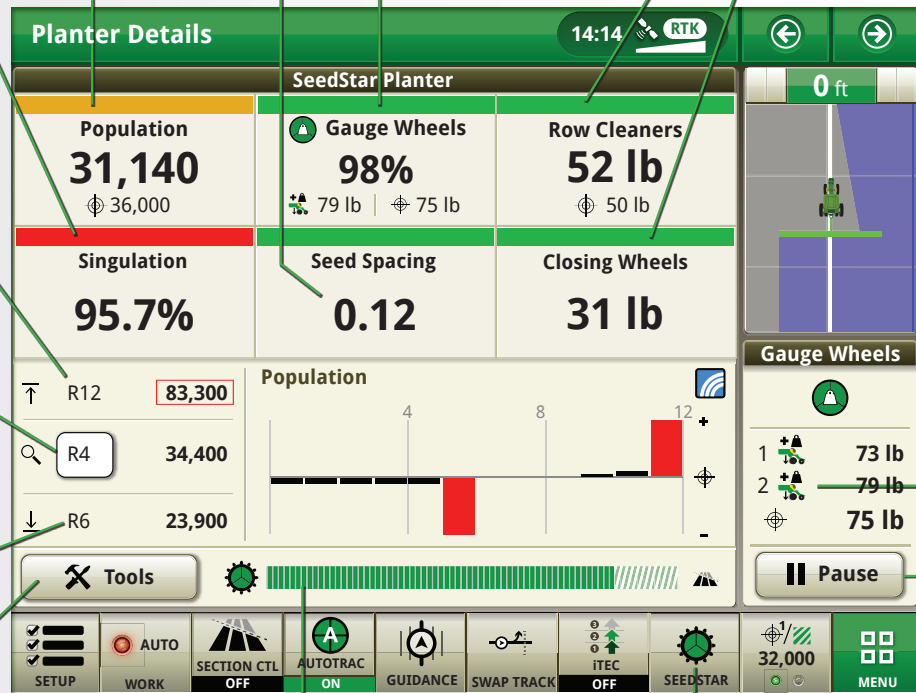 Planter Details
14:14 RTK
SeedStar Planter
0 ft
Population
31,140
36,000
Gauge Wheels
98%
79 lb 75 lb
Row Cleaners
52 lb
50 lb
Singulation
95.7%
Seed Spacing
0.12
Closing Wheels
31 lb
R12 83,300
R4 34,400
R6 23,900
Population
4 8 12
+
-
Gauge Wheels
1 73 lb
2 79 lb
75 lb
Tools
Pause
SETUP
AUTO
WORK
SECTION CTL
OFF
A
AUTOTRAC
ON
GUIDANCE
SWAP TRACK
3
2
1
iTEC
OFF
SEEDSTAR
1/
32,000
MENU